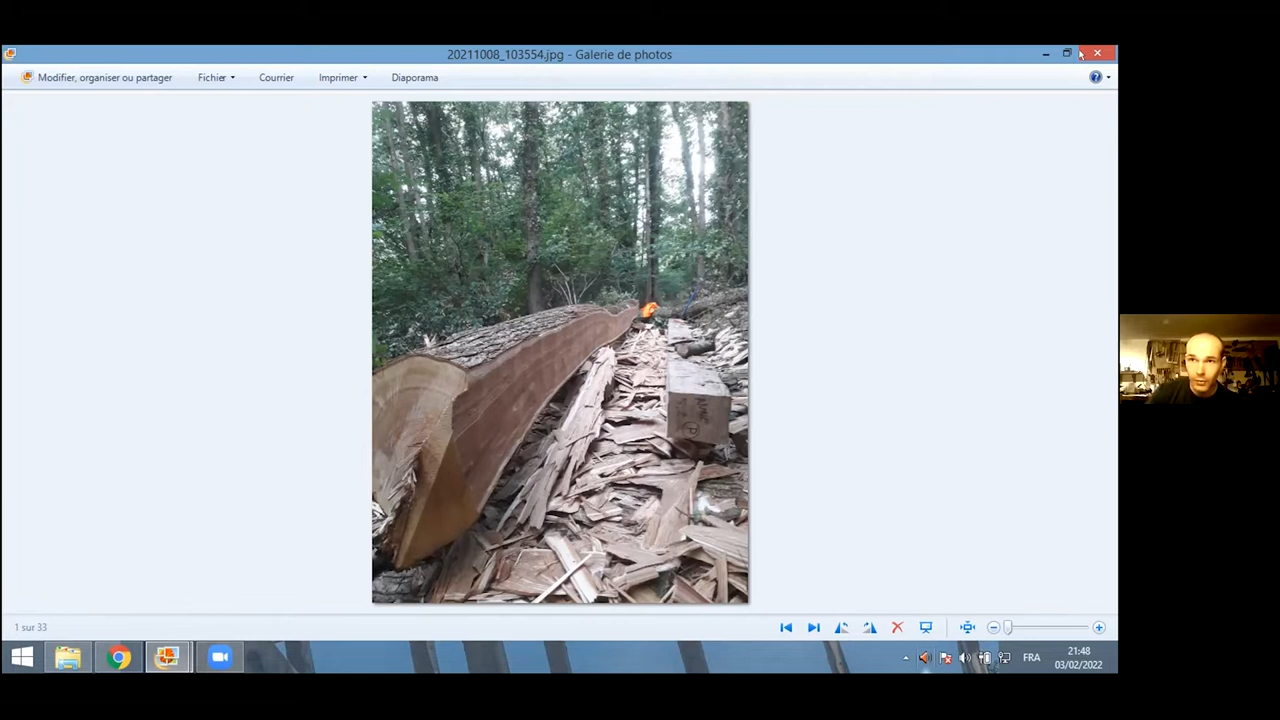 20211008_103554.jpg - Galerie de photos
Modifier, organiser ou partager Fichier Courrier Imprimer Diaporama
P
1 sur 33
FRA
21:48
03/02/2022